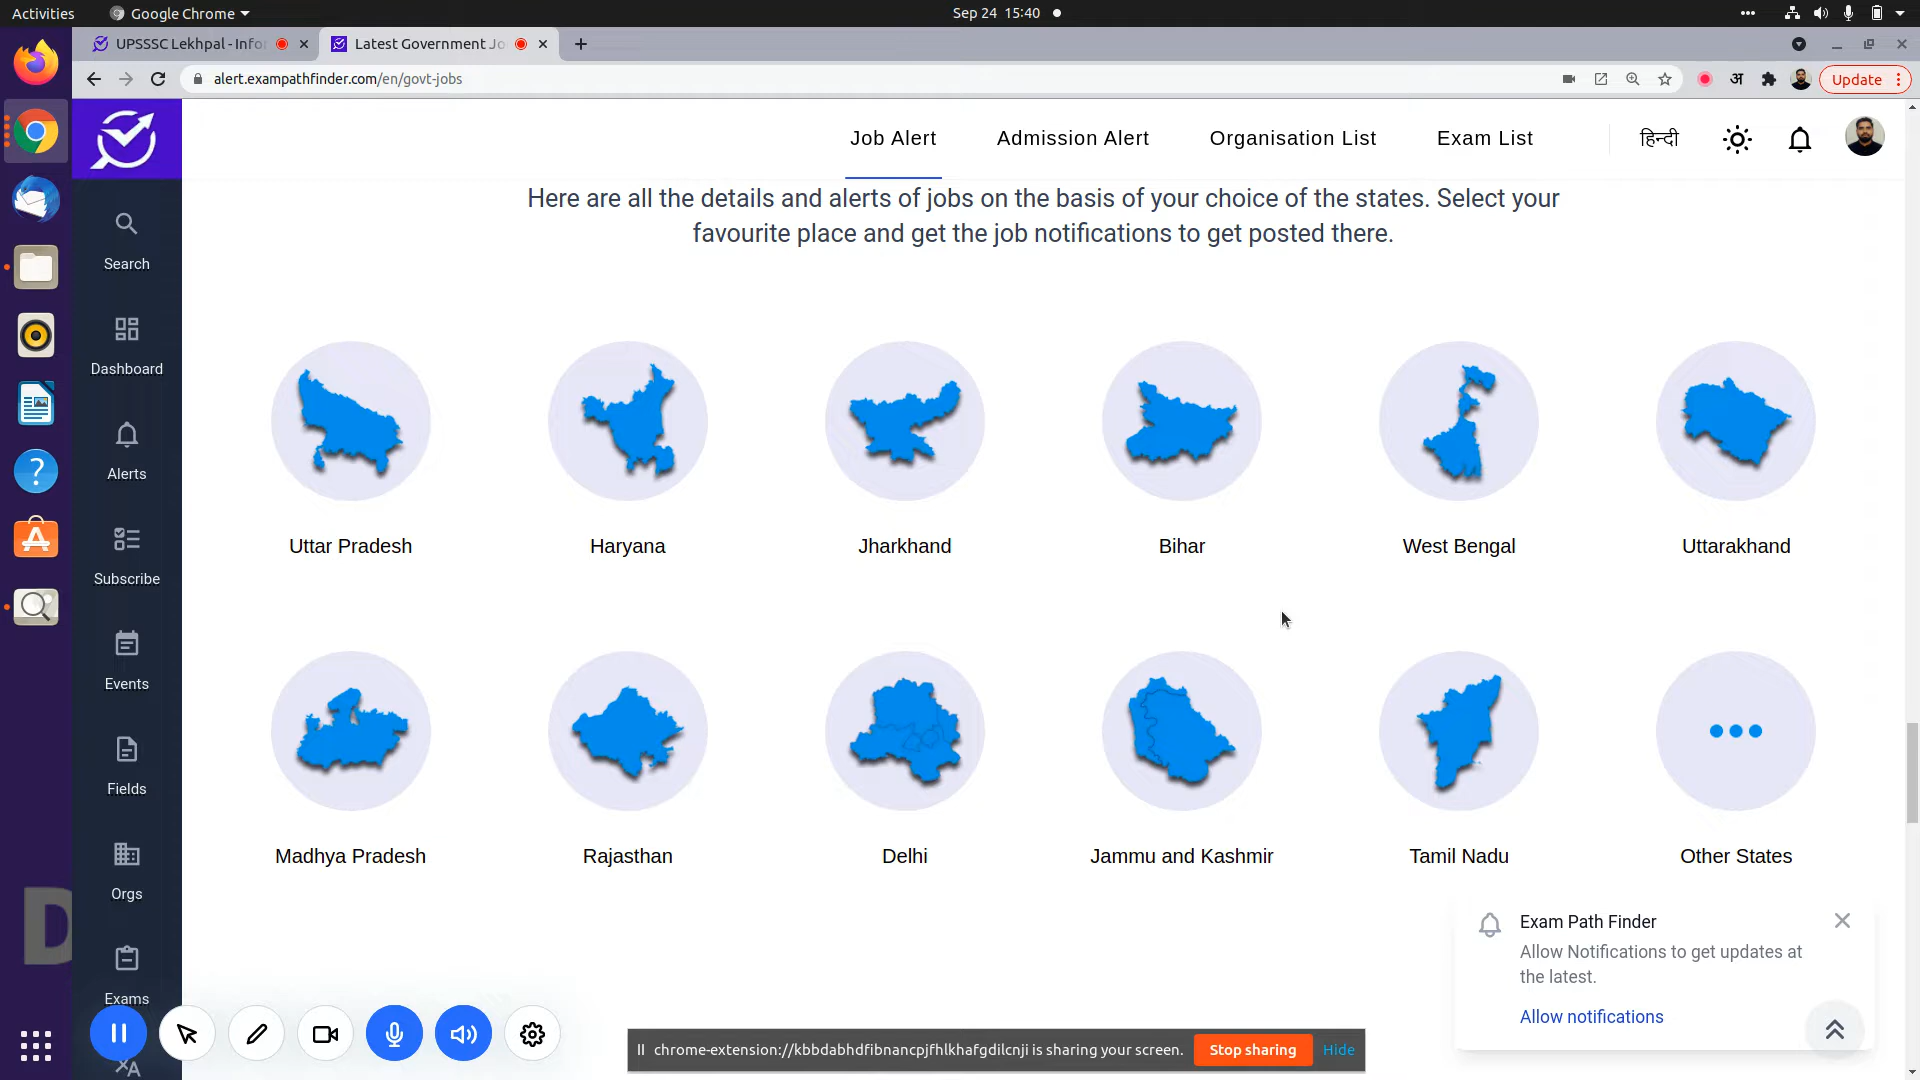 Activities
Google Chrome
Sep 24 15:40
UPSSSC Lekhpal - Infor
Latest Government Jo
alert.exampathfinder.com/en/govt-jobs
अ
Update
Job Alert
Admission Alert
Organisation List
Exam List
हिन्दी
Here are all the details and alerts of jobs on the basis of your choice of the states. Select your
favourite place and get the job notifications to get posted there.
Search
Dashboard
Alerts
Subscribe
Events
Fields
Orgs
Exams
Uttar Pradesh
Haryana
Jharkhand
Bihar
West Bengal
Uttarakhand
Madhya Pradesh
Rajasthan
Delhi
Jammu and Kashmir
Tamil Nadu
Other States
Exam Path Finder
Allow Notifications to get updates at
the latest.
Allow notifications
chrome-extension://kbbdabhdfibnancpjfhlkhafgdilcnji is sharing your screen.
Stop sharing
Hide
D